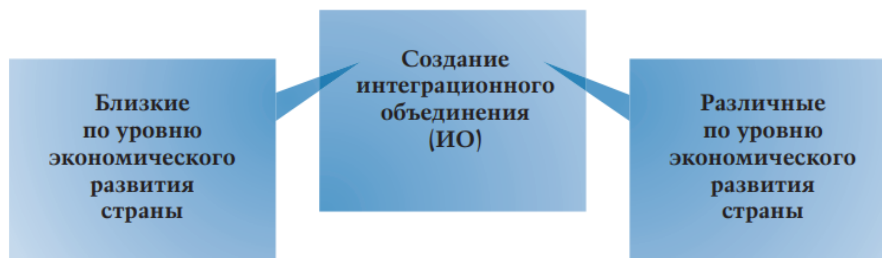 Близкие
по уровню
экономического
развития
страны
Создание
интеграционного
объединения
(ИО)
Различные
по уровню
экономического
развития
страны